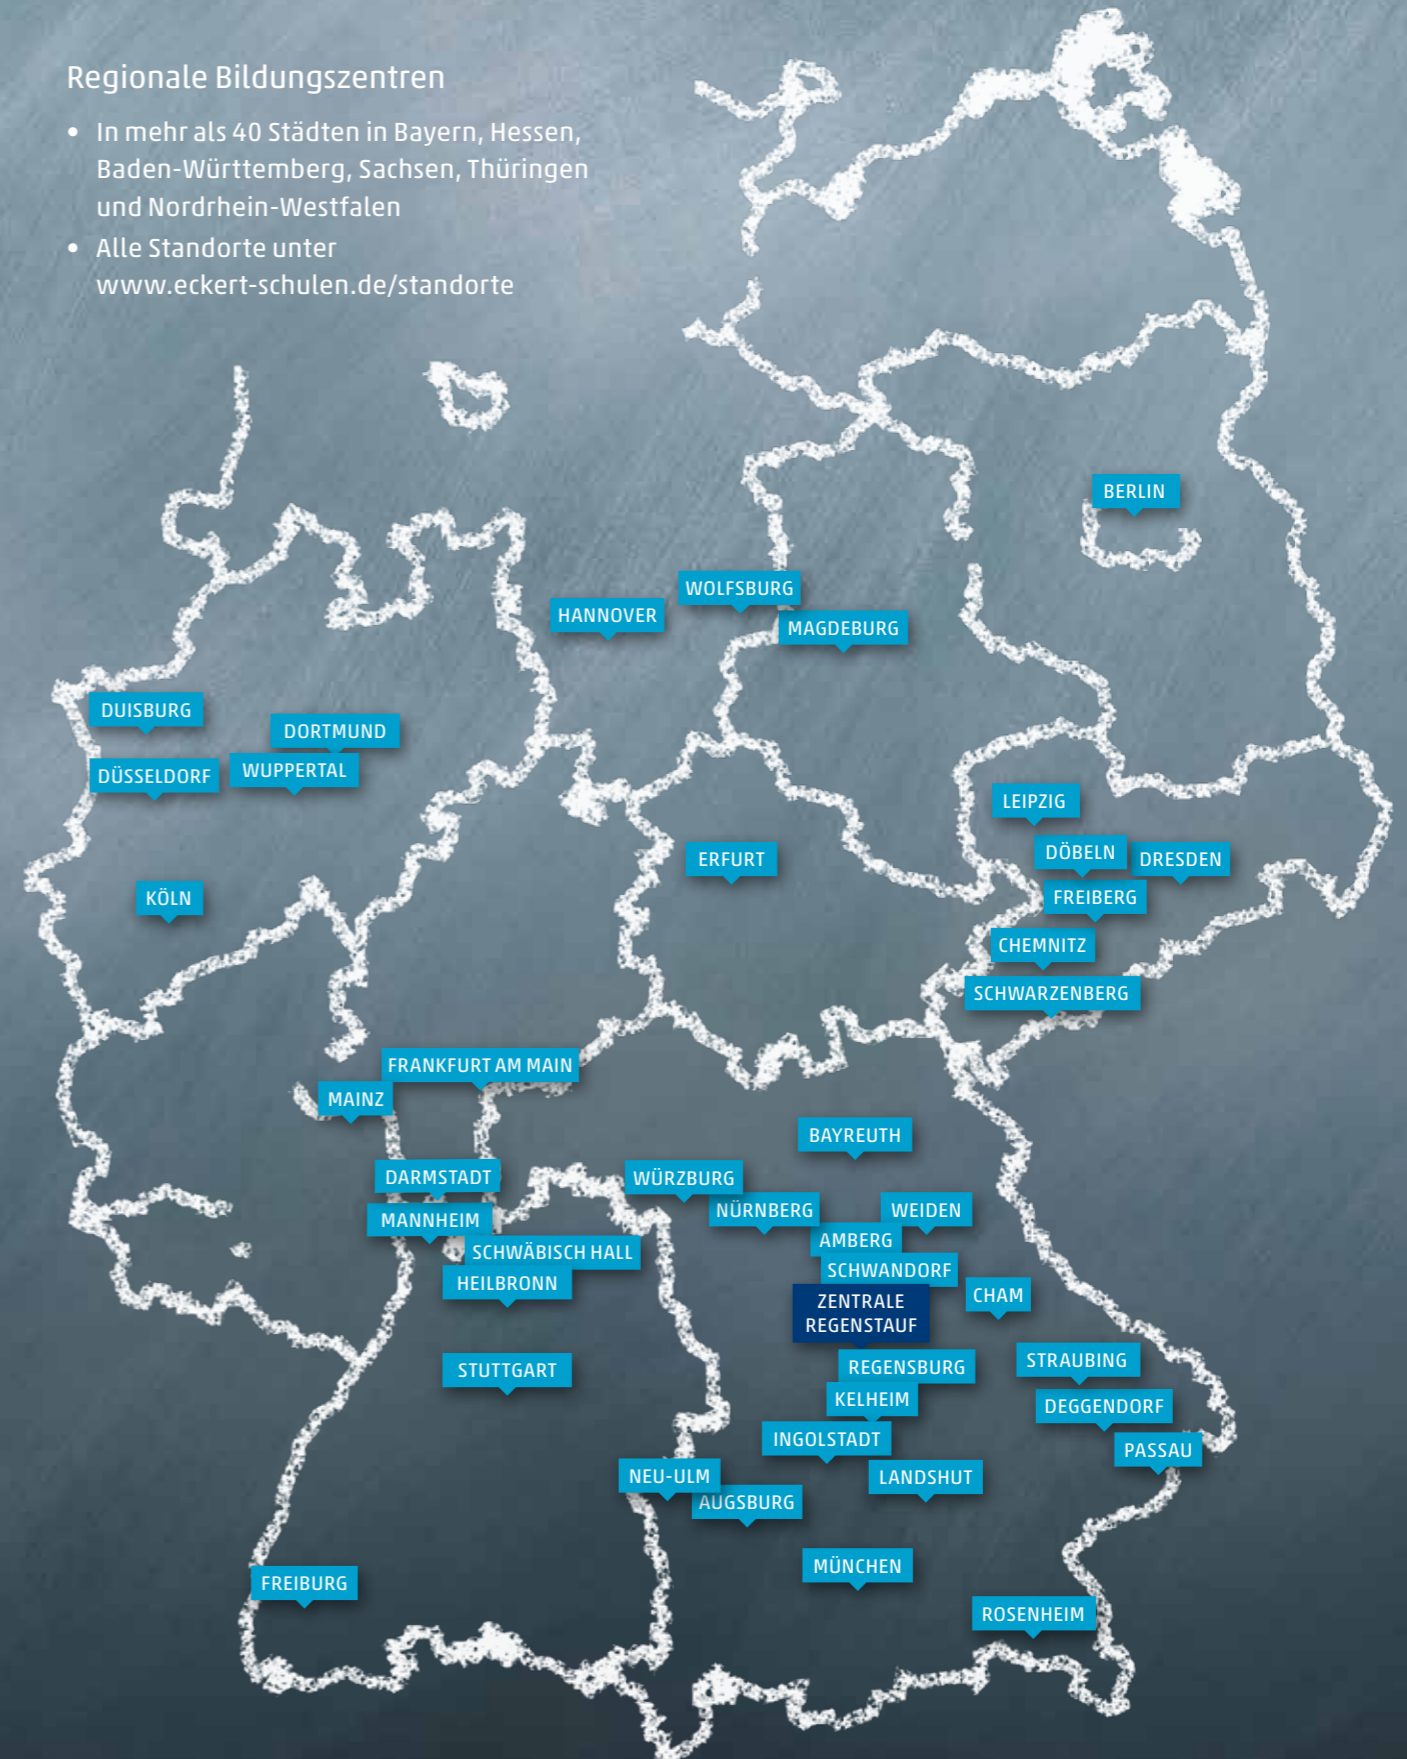 Regionale Bildungszentren
• In mehr als 40 Städten in Bayern, Hessen,
Baden-Württemberg, Sachsen, Thüringen
und Nordrhein-Westfalen
• Alle Standorte unter
www.eckert-schulen.de/standorte
BERLIN
WOLFSBURG
HANNOVER
MAGDEBURG
DUISBURG
DORTMUND
DÜSSELDORF
WUPPERTAL
LEIPZIG
DÖBELN
DRESDEN
ERFURT
KÖLN
FREIBERG
CHEMNITZ
SCHWARZENBERG
FRANKFURT AM MAIN
MAINZ
BAYREUTH
DARMSTADT
WÜRZBURG
MANNHEIM
NÜRNBERG
WEIDEN
AMBERG
SCHWÄBISCH HALL
SCHWANDORF
HEILBRONN
CHAM
ZENTRALE
REGENSTAUF
STUTTGART
REGENSBURG
STRAUBING
KELHEIM
DEGGENDORF
INGOLSTADT
PASSAU
NEU-ULM
LANDSHUT
AUGSBURG
MÜNCHEN
FREIBURG
ROSENHEIM